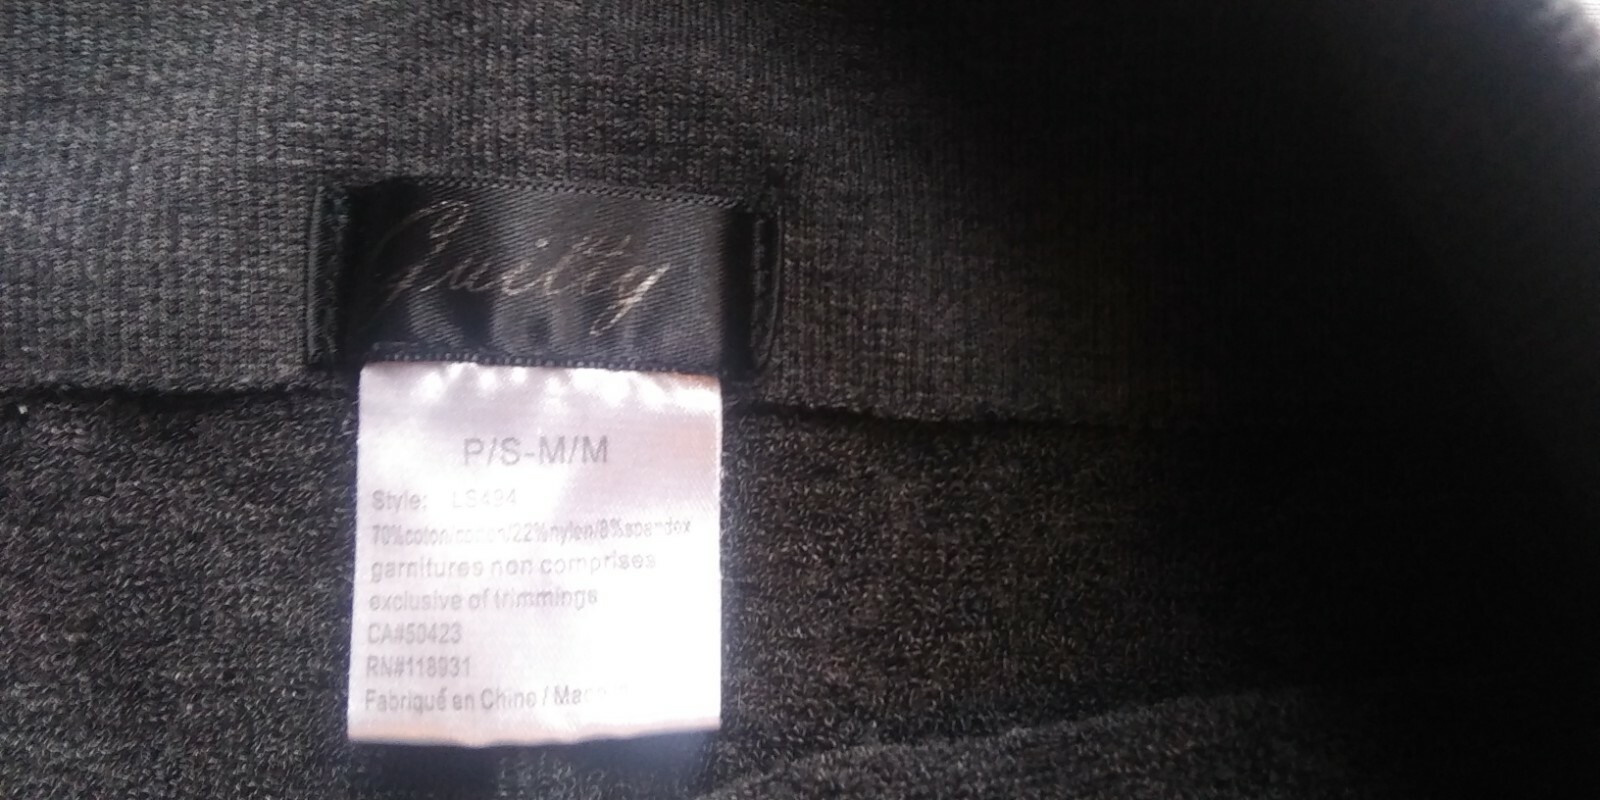 Guilty
P/S-M/M
Style: LS494
70%coton/coton/22%nylon/8%spandex
garnitures non comprises
exclusive of trimmings
CA#50423
RN#118931
Fabriqué en Chine /